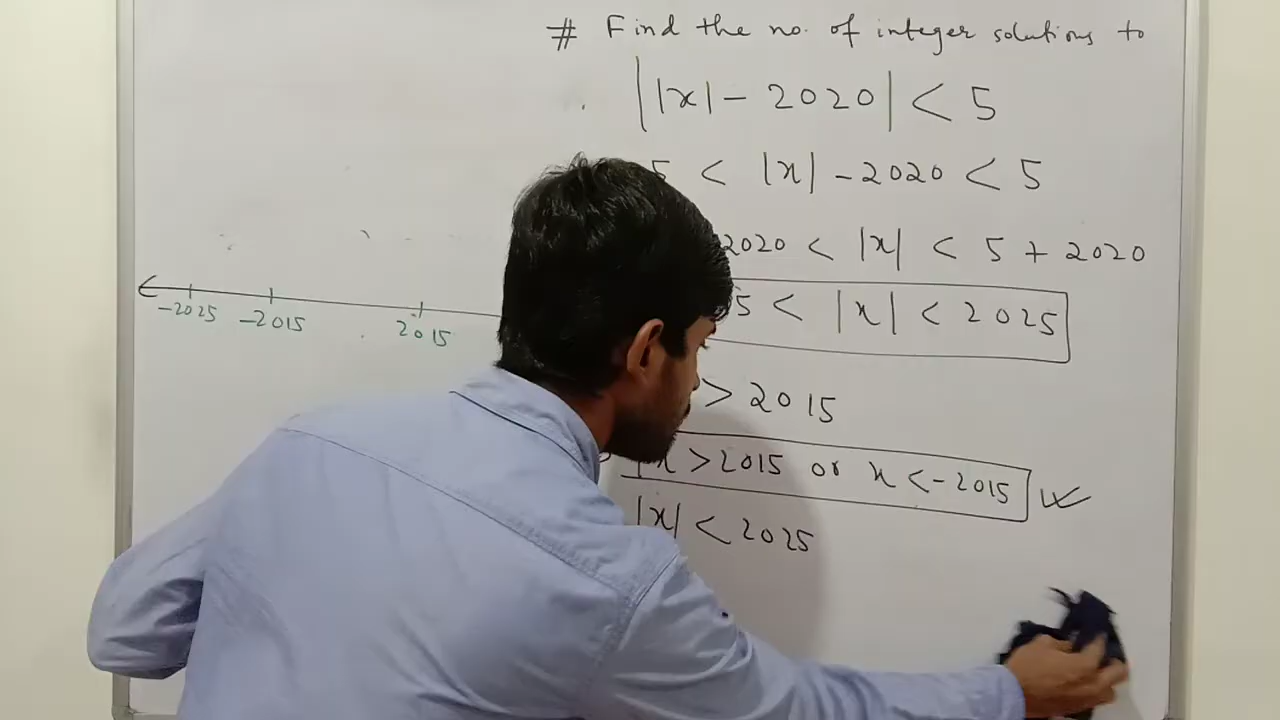 # Find the no. of integer solutions to
||x| - 2020| < 5
5 < |x| - 2020 < 5
2020 < |x| < 5 + 2020
5 < |x| < 2025
> 2015
x > 2015 or x < -2015
|x| < 2025
-2025 -2015 2015